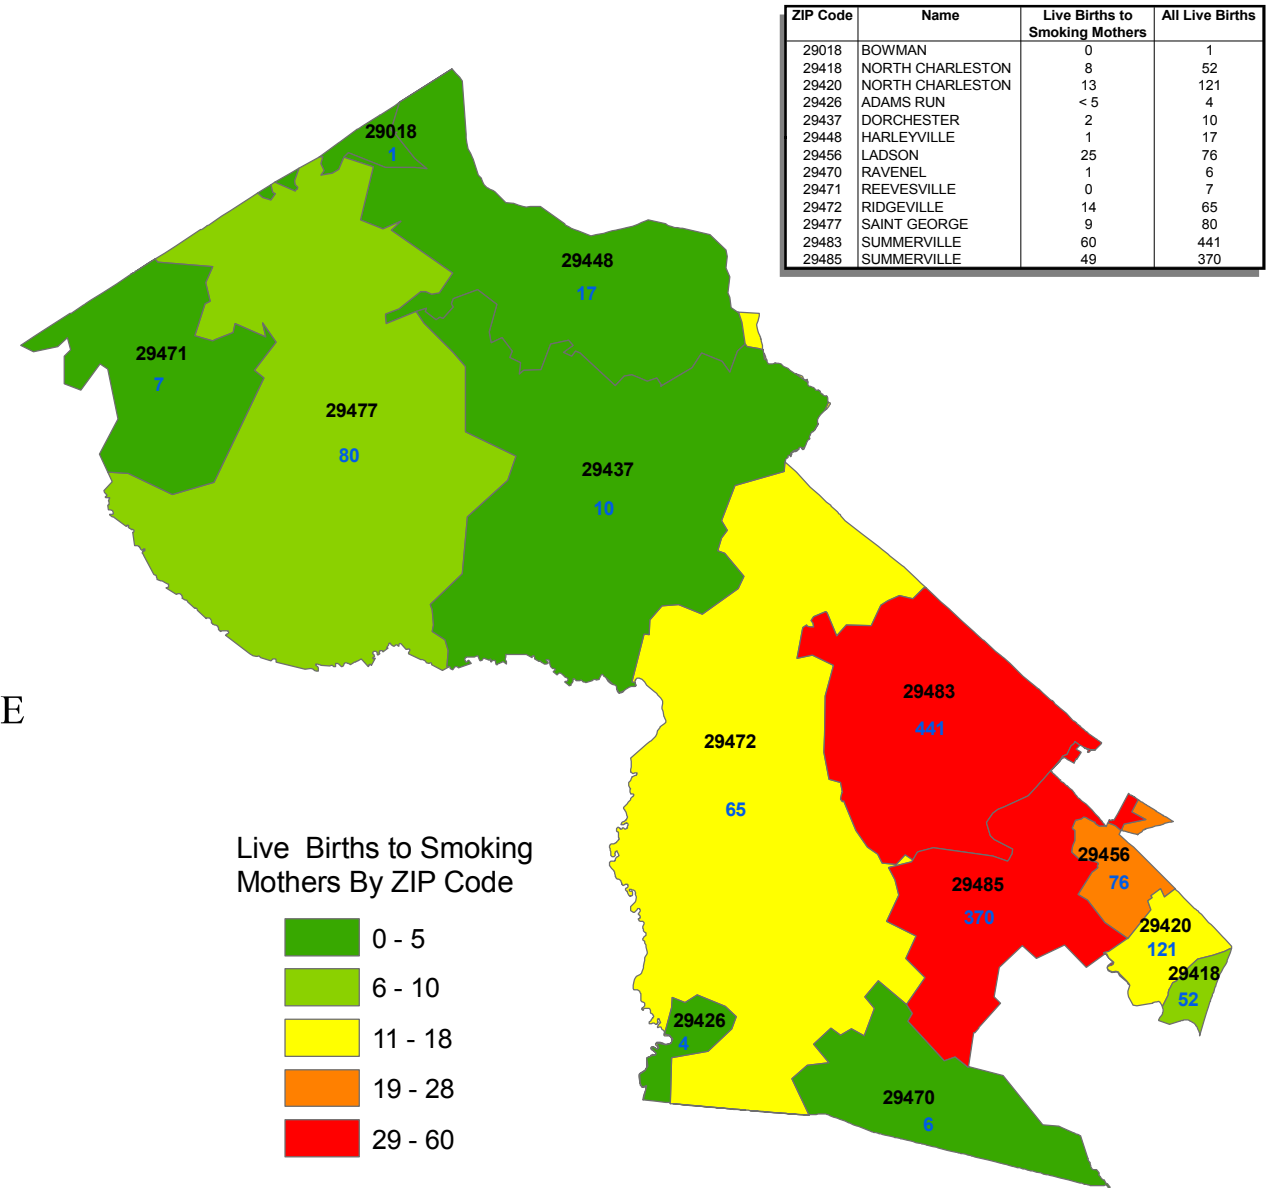 ZIP Code Name Live Births to Smoking Mothers All Live Births
29018 BOWMAN 0 1
29418 NORTH CHARLESTON 8 52
29420 NORTH CHARLESTON 13 121
29426 ADAMS RUN < 5 4
29437 DORCHESTER 2 10
29448 HARLEYVILLE 1 17
29456 LADSON 25 76
29470 RAVENEL 1 6
29471 REEVESVILLE 0 7
29472 RIDGEVILLE 14 65
29477 SAINT GEORGE 9 80
29483 SUMMERVILLE 60 441
29485 SUMMERVILLE 49 370
29018
1
29448
17
29471
7
29477
80
29437
10
29483
441
E
29472
65
29456
76
29485
370
29420
121
29418
52
29426
4
29470
6
Live Births to Smoking
Mothers By ZIP Code
0 - 5
6 - 10
11 - 18
19 - 28
29 - 60